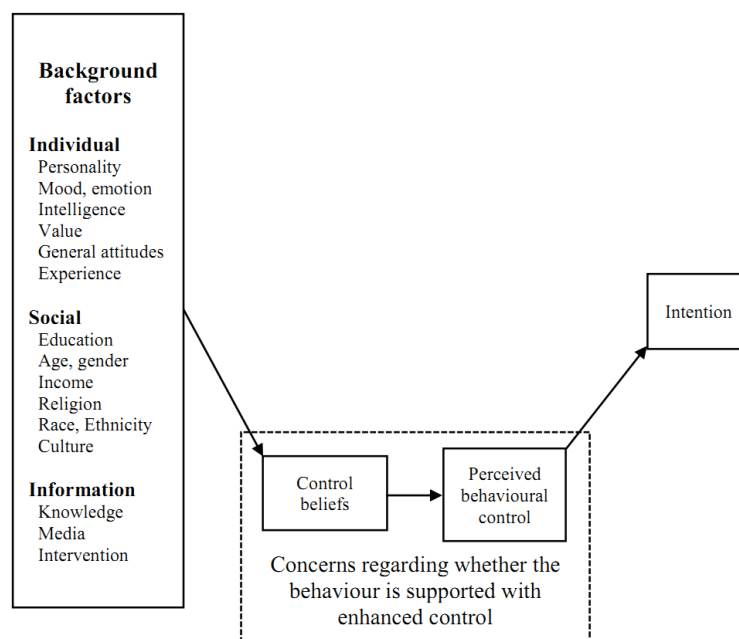 Background
factors
Individual
Personality
Mood, emotion
Intelligence
Value
General attitudes
Experience
Social
Education
Age, gender
Income
Religion
Race, Ethnicity
Culture
Information
Knowledge
Media
Intervention
Control
beliefs
Perceived
behavioural
control
Concerns regarding whether the
behaviour is supported with
enhanced control
Intention